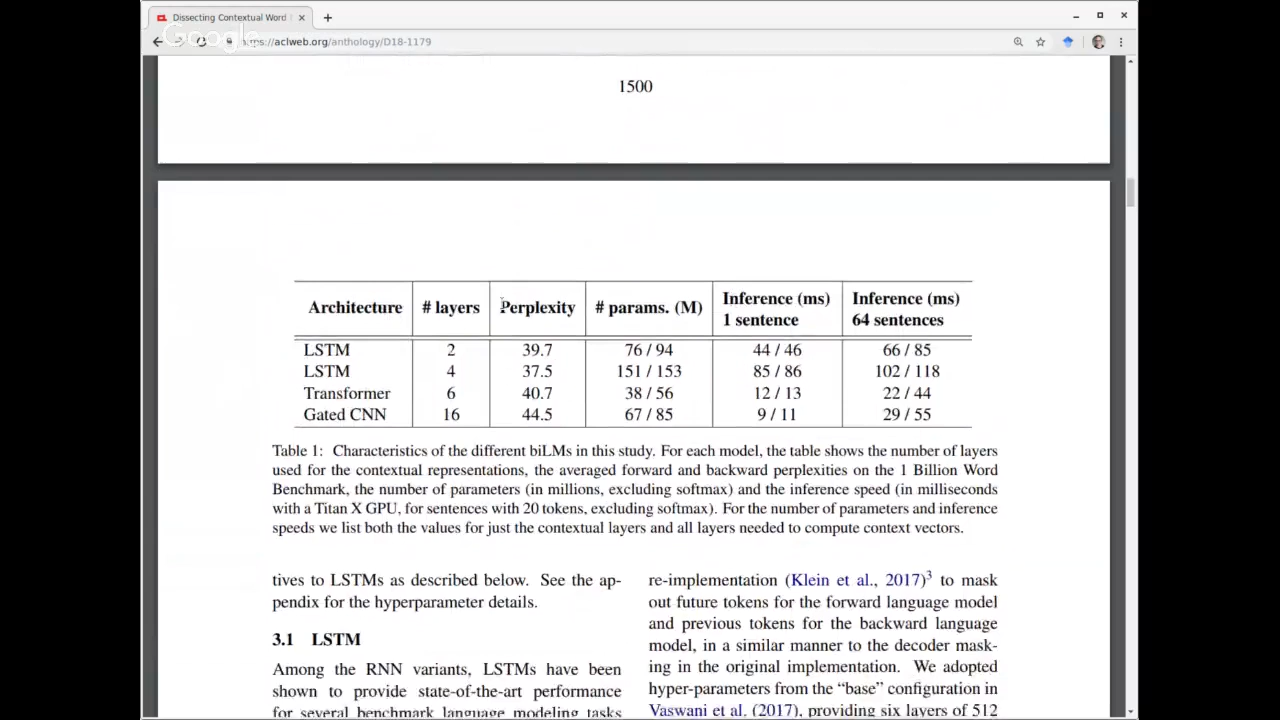 Dissecting Contextual Word
Google
https://aclweb.org/anthology/D18-1179
1500
Architecture # layers Perplexity # params. (M) Inference (ms) 1 sentence Inference (ms) 64 sentences
LSTM 2 39.7 76 / 94 44 / 46 66 / 85
LSTM 4 37.5 151 / 153 85 / 86 102 / 118
Transformer 6 40.7 38 / 56 12 / 13 22 / 44
Gated CNN 16 44.5 67 / 85 9 / 11 29 / 55
Table 1: Characteristics of the different biLMs in this study. For each model, the table shows the number of layers
used for the contextual representations, the averaged forward and backward perplexities on the 1 Billion Word
Benchmark, the number of parameters (in millions, excluding softmax) and the inference speed (in milliseconds
with a Titan X GPU, for sentences with 20 tokens, excluding softmax). For the number of parameters and inference
speeds we list both the values for just the contextual layers and all layers needed to compute context vectors.
tives to LSTMs as described below. See the ap-
pendix for the hyperparameter details.
3.1 LSTM
Among the RNN variants, LSTMs have been
shown to provide state-of-the-art performance
for several benchmark language modeling tasks
re-implementation (Klein et al., 2017)3 to mask
out future tokens for the forward language model
and previous tokens for the backward language
model, in a similar manner to the decoder mask-
ing in the original implementation. We adopted
hyper-parameters from the “base” configuration in
Vaswani et al. (2017), providing six layers of 512